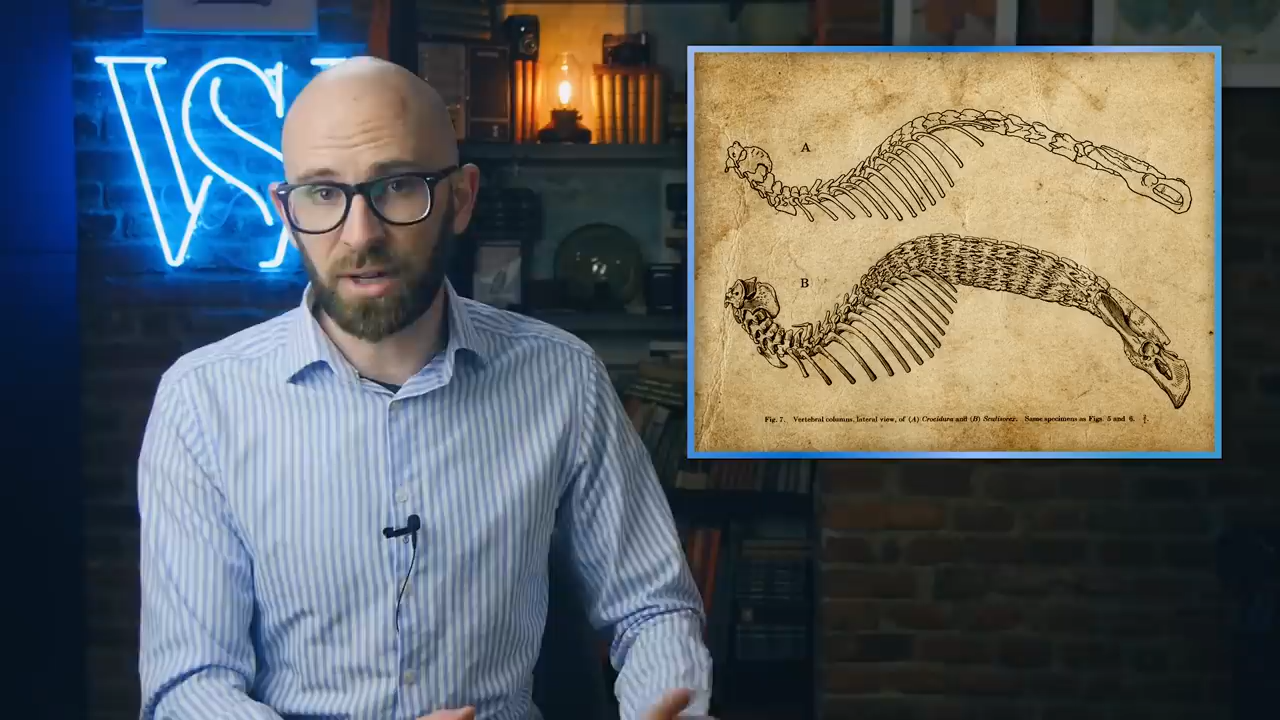 VS
A
B
Fig. 7. Vertebral columns, lateral view, of (A) Crocidura and (B) Scutisorex. Same specimens as Figs. 5 and 6.